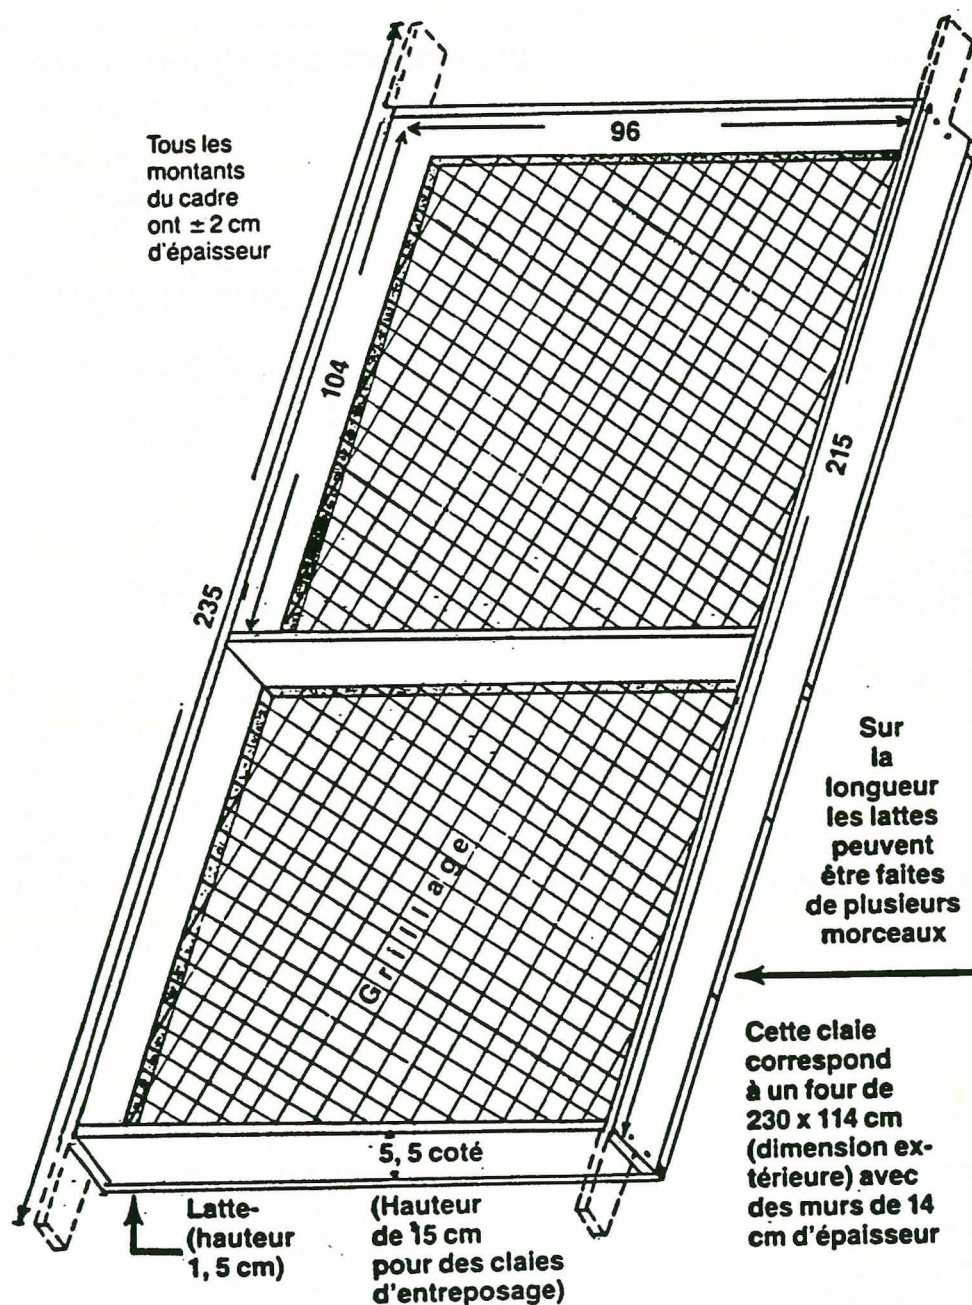 96
Tous les
montants
du cadre
ont ± 2 cm
d'épaisseur
104
215
235
Sur
la
longueur
les lattes
peuvent
être faites
de plusieurs
morceaux
Grillage
Cette claie
correspond
à un four de
230 x 114 cm
(dimension ex-
térieure) avec
des murs de 14
cm d'épaisseur
5, 5 coté
Latte-
(hauteur
1, 5 cm)
(Hauteur
de 15 cm
pour des claies
d'entreposage)